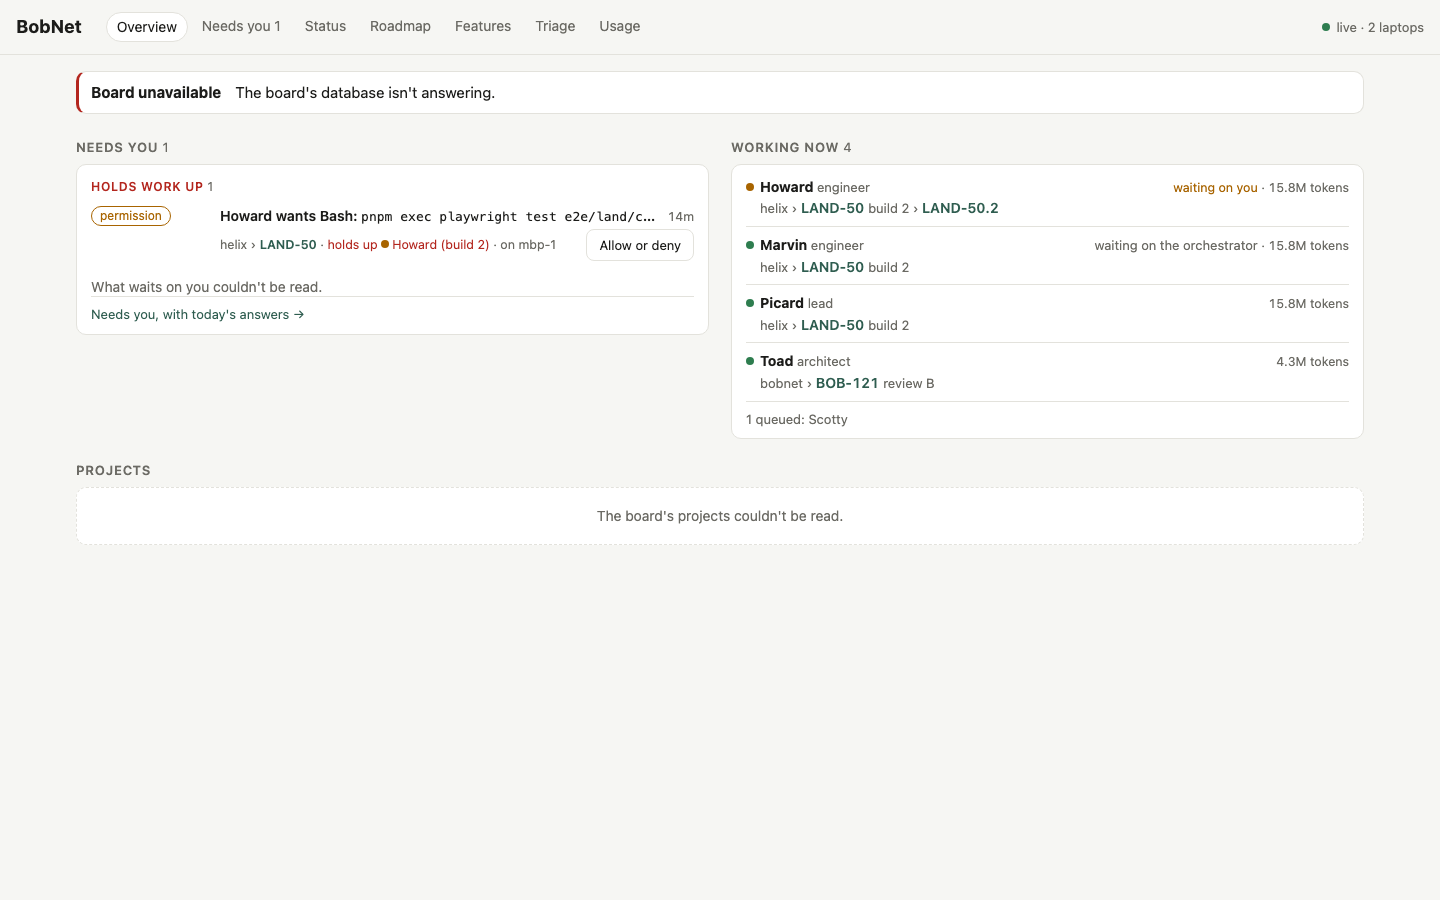 BobNet
Overview
Needs you 1
Status
Roadmap
Features
Triage
Usage
live · 2 laptops
Board unavailable The board's database isn't answering.
NEEDS YOU 1
HOLDS WORK UP 1
permission
Howard wants Bash: pnpm exec playwright test e2e/land/c… 14m
helix › LAND-50 · holds up Howard (build 2) · on mbp-1
Allow or deny
What waits on you couldn't be read.
Needs you, with today's answers →
WORKING NOW 4
Howard engineer
waiting on you · 15.8M tokens
helix › LAND-50 build 2 › LAND-50.2
Marvin engineer
waiting on the orchestrator · 15.8M tokens
helix › LAND-50 build 2
Picard lead
15.8M tokens
helix › LAND-50 build 2
Toad architect
4.3M tokens
bobnet › BOB-121 review B
1 queued: Scotty
PROJECTS
The board's projects couldn't be read.